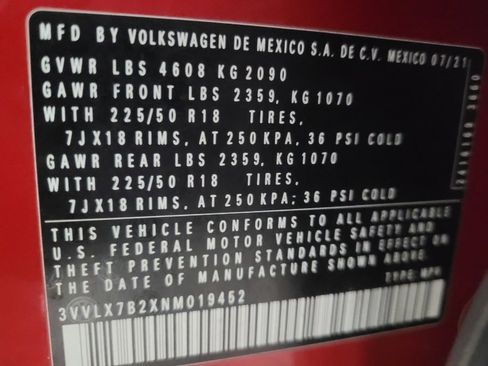 MFD BY VOLKSWAGEN DE MEXICO S.A. DE C.V. MEXICO 07/21
GVWR LBS 4608 KG 2090
GAWR FRONT LBS 2359, KG 1070
WITH 225/50 R18 TIRES,
7JX18 RIMS, AT 250 KPA, 36 PSI COLD
GAWR REAR LBS 2359, KG 1070
WITH 225/50 R18 TIRES,
7JX18 RIMS, AT 250 KPA; 36 PSI COLD
THIS VEHICLE CONFORMS TO ALL APPLICABLE
U.S. FEDERAL MOTOR VEHICLE SAFETY AND
THEFT PREVENTION STANDARDS IN EFFECT ON
THE DATE OF MANUFACTURE SHOWN ABOVE.
3VVLX7B2XNM019452
TYPE: MPV